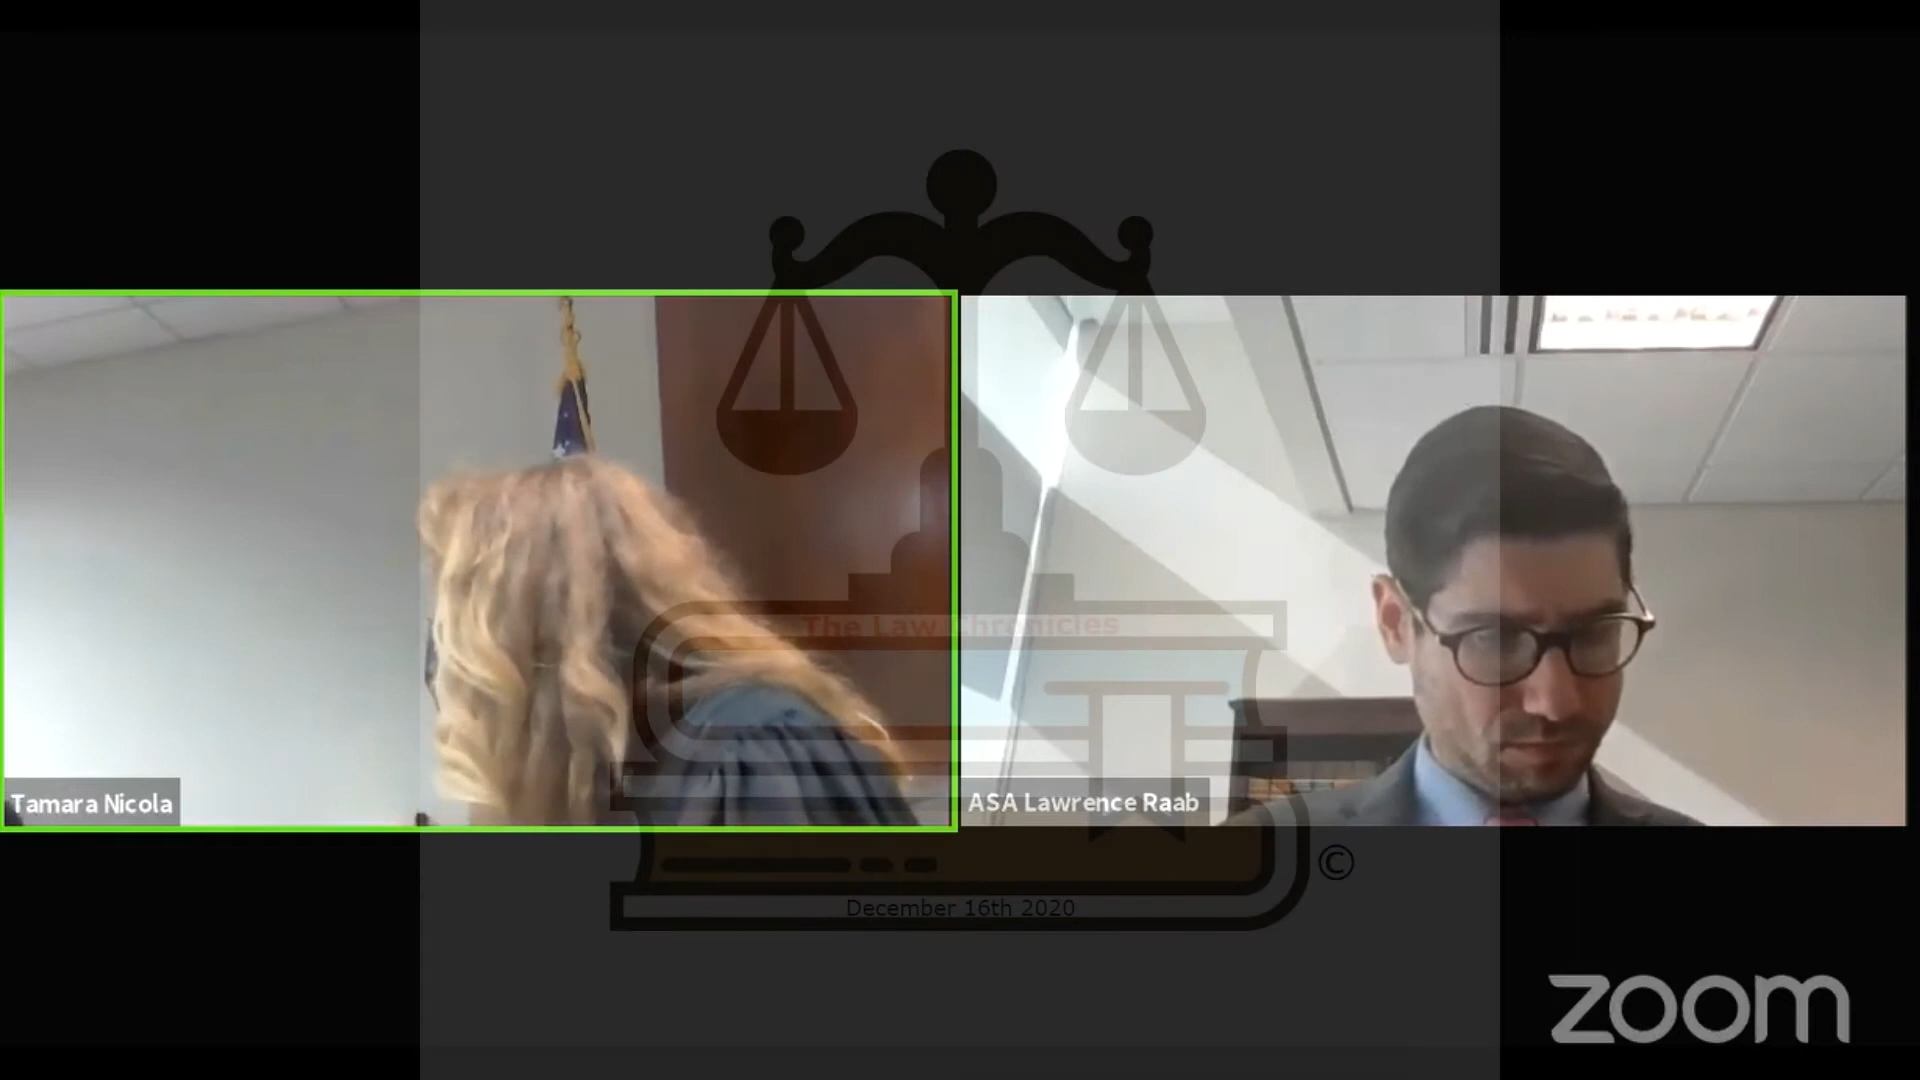 The Law Chronicles
Tamara Nicola
ASA Lawrence Raab
©
December 16th 2020
zoom